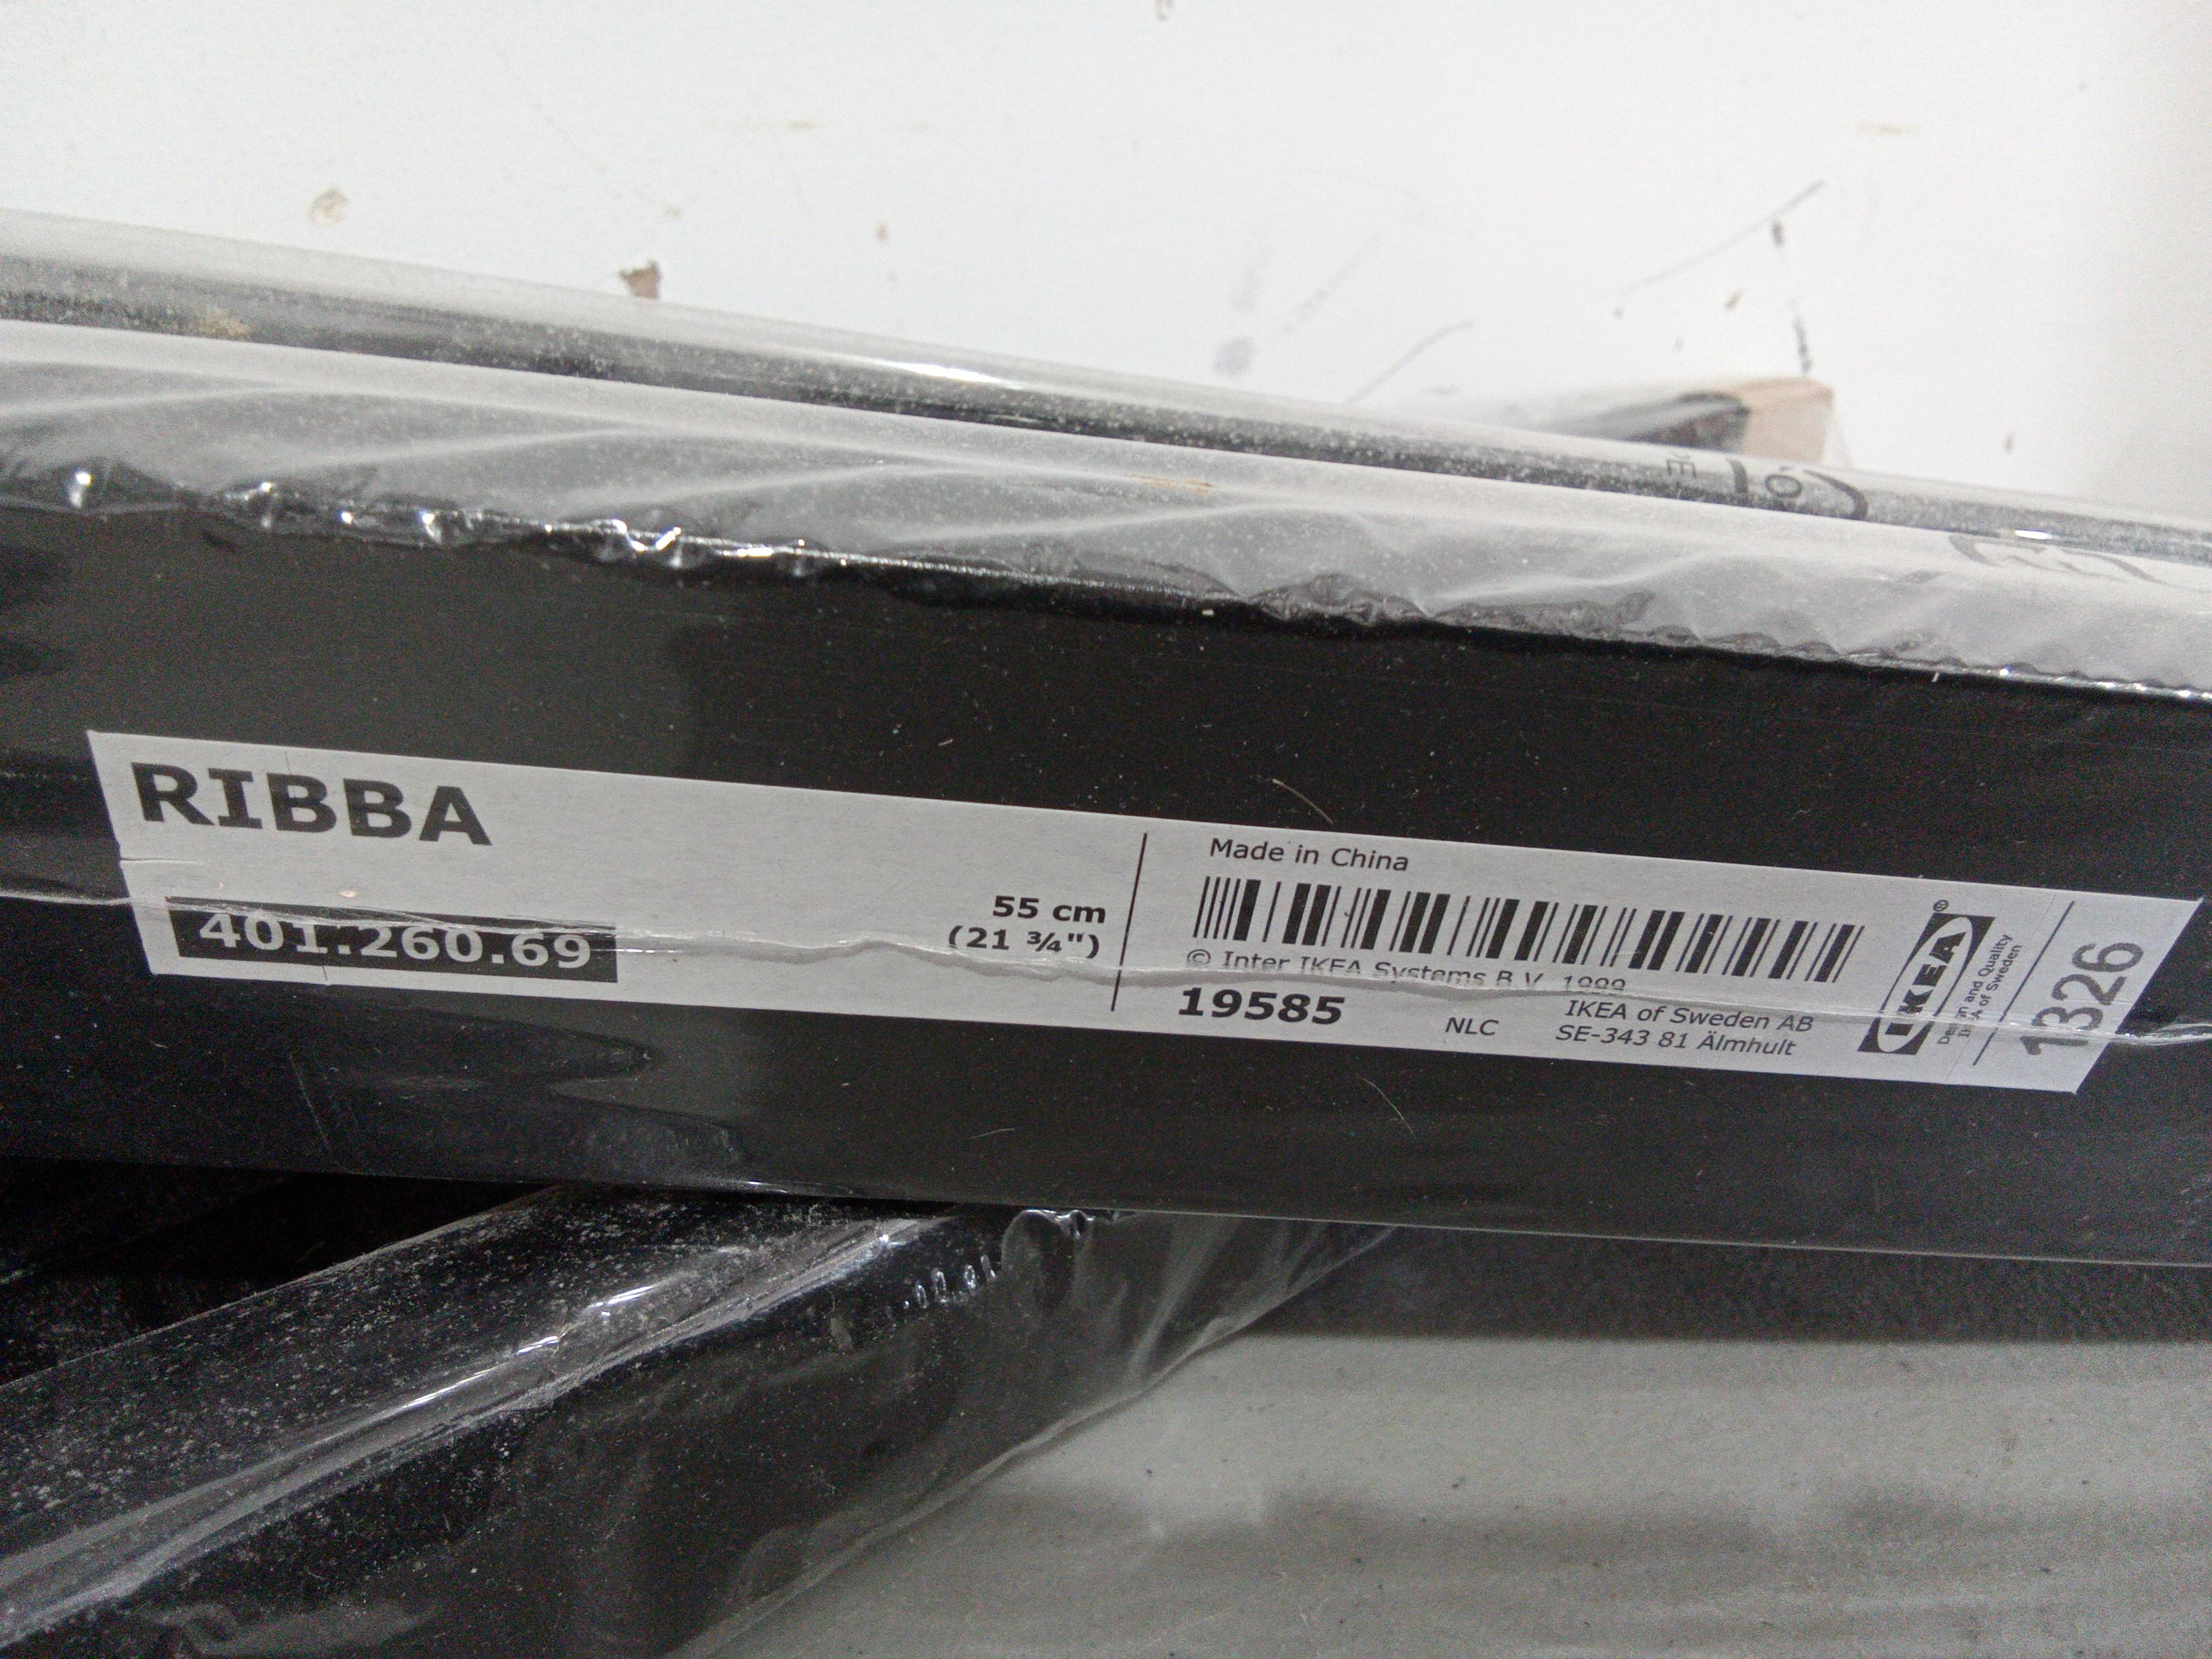 RIBBA
401.260.69
55 cm
(21 ¾")
Made in China
© Inter IKEA Systems B.V. 1999
19585
NLC
IKEA of Sweden AB
SE-343 81 Älmhult
IKEA®
Design and Quality
IKEA of Sweden
1326